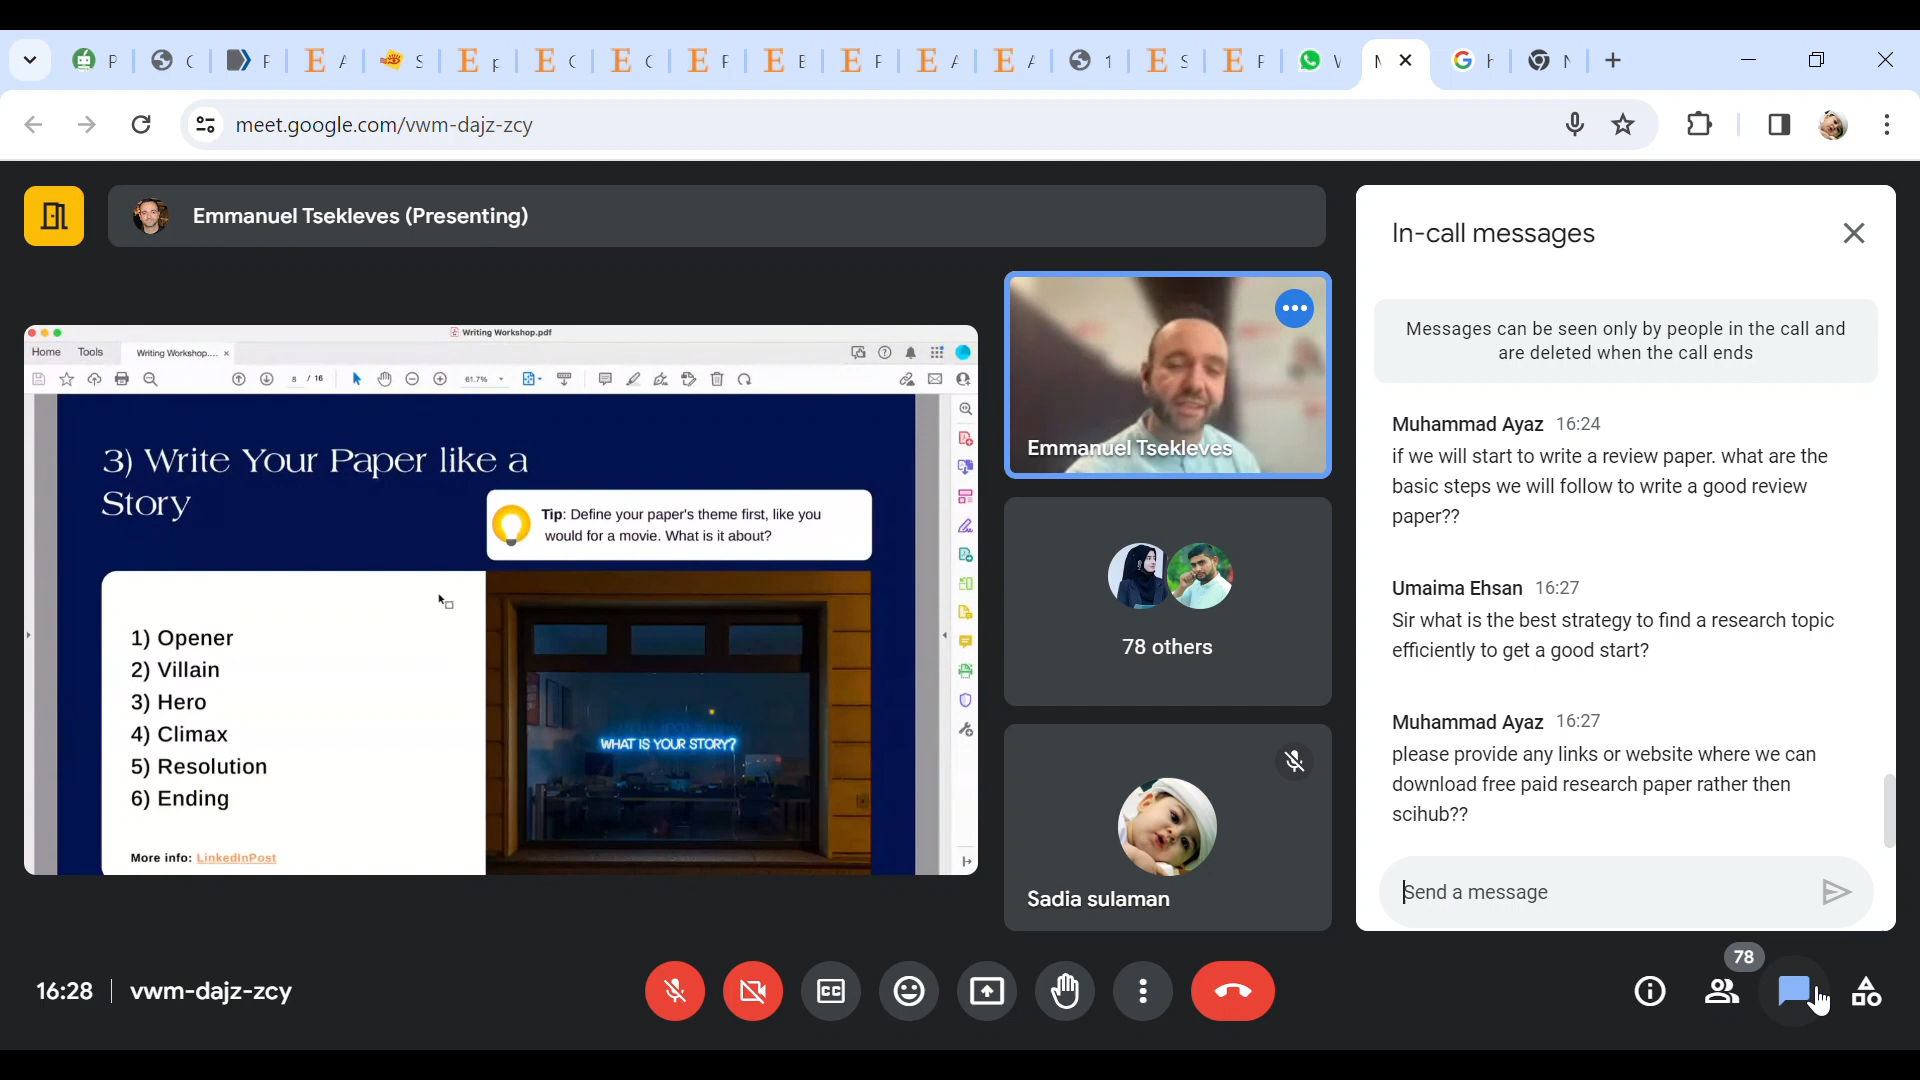 P
C
F
E A
S
E p
E C
E C
E F
E E
E F
E A
E A
1
E S
E F
G
meet.google.com/vwm-dajz-zcy
Emmanuel Tsekleves (Presenting)
Writing Workshop.pdf
Home Tools Writing Workshop.... ×
8 / 16 61.7%
3) Write Your Paper like a
Story
Tip: Define your paper's theme first, like you
would for a movie. What is it about?
1) Opener
2) Villain
3) Hero
4) Climax
5) Resolution
6) Ending
More info: LinkedInPost
WHAT IS YOUR STORY?
Emmanuel Tsekleves
78 others
Sadia sulaman
In-call messages
Messages can be seen only by people in the call and
are deleted when the call ends
Muhammad Ayaz 16:24
if we will start to write a review paper. what are the
basic steps we will follow to write a good review
paper??
Umaima Ehsan 16:27
Sir what is the best strategy to find a research topic
efficiently to get a good start?
Muhammad Ayaz 16:27
please provide any links or website where we can
download free paid research paper rather then
scihub??
Send a message
16:28 | vwm-dajz-zcy
CC
78